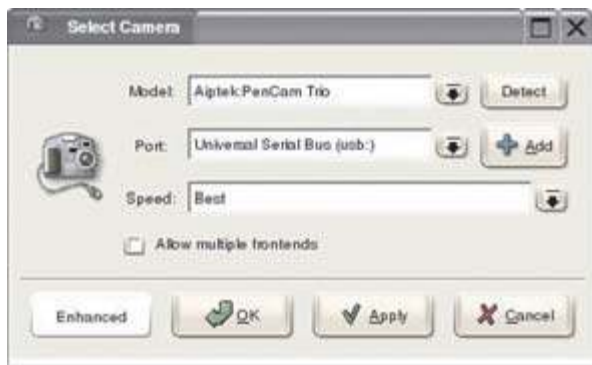 Select Camera
Model: Aiptek PenCam Trio Detect
Port: Universal Serial Bus (usb:) Add
Speed: Best
Allow multiple frontends
Enhanced OK Apply Cancel